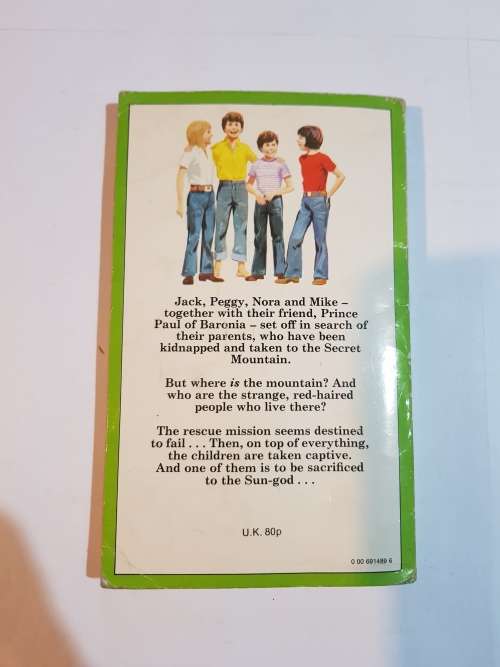 Jack, Peggy, Nora and Mike –
together with their friend, Prince
Paul of Baronia – set off in search of
their parents, who have been
kidnapped and taken to the Secret
Mountain.
But where is the mountain? And
who are the strange, red-haired
people who live there?
The rescue mission seems destined
to fail . . . Then, on top of everything,
the children are taken captive.
And one of them is to be sacrificed
to the Sun-god . . .
U.K. 80p
0 00 691489 6